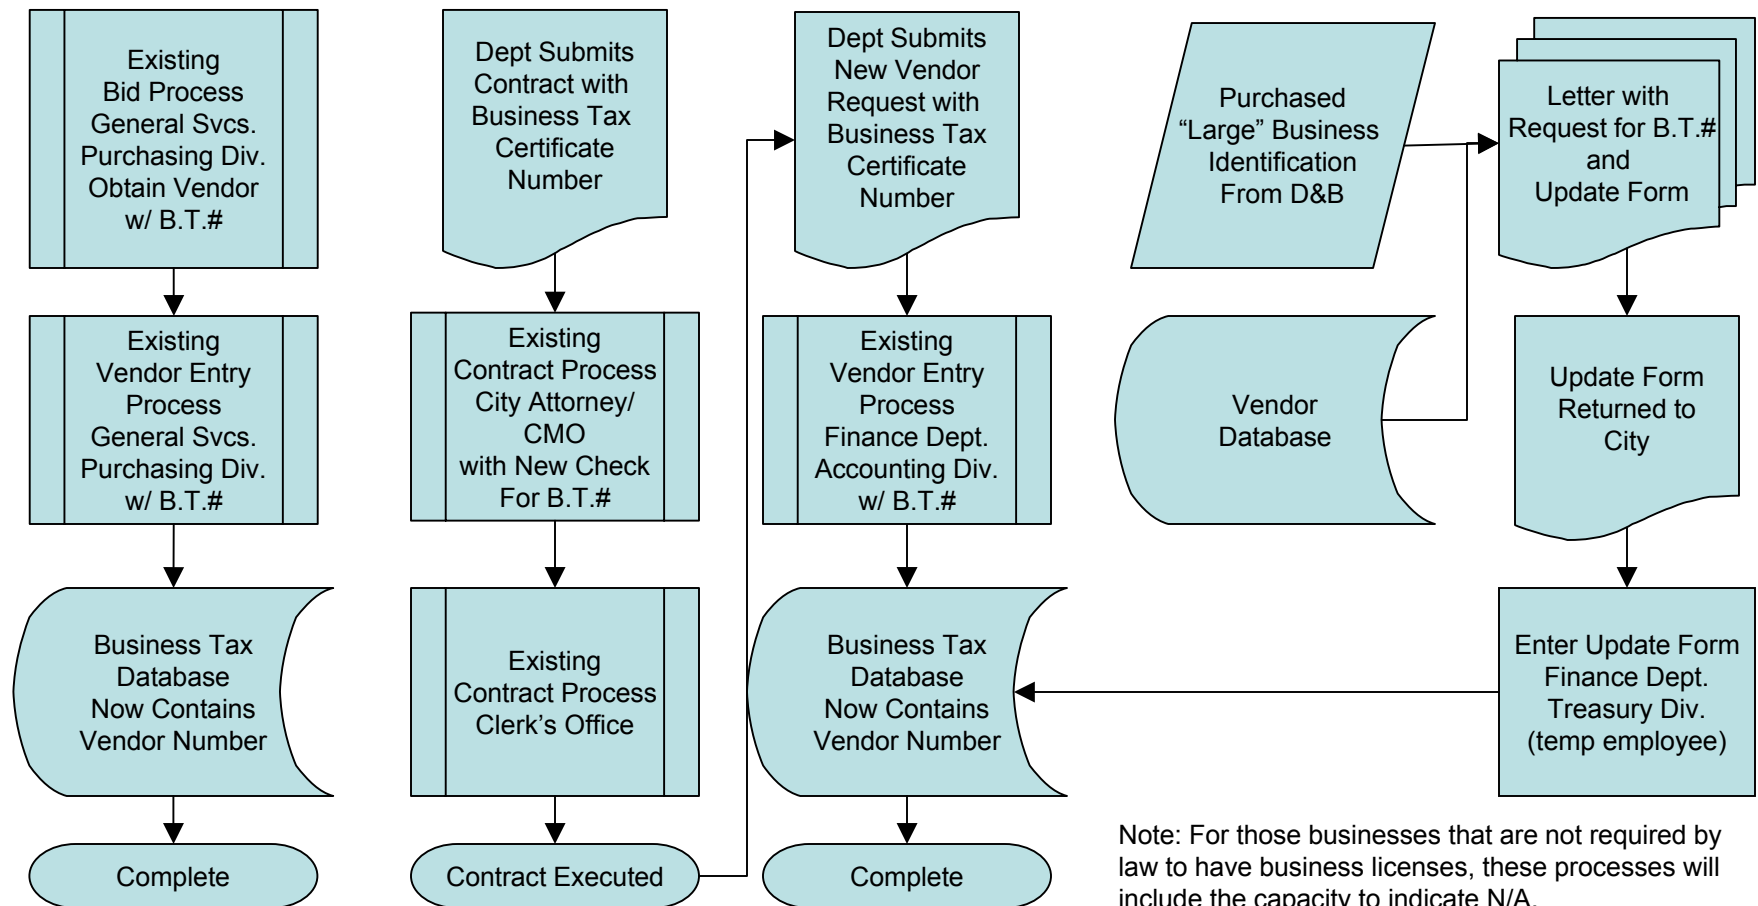 Existing
Bid Process
General Svcs.
Purchasing Div.
Obtain Vendor
w/ B.T.#
Existing
Vendor Entry
Process
General Svcs.
Purchasing Div.
w/ B.T.#
Business Tax
Database
Now Contains
Vendor Number
Complete
Dept Submits
Contract with
Business Tax
Certificate
Number
Existing
Contract Process
City Attorney/
CMO
with New Check
For B.T.#
Existing
Contract Process
Clerk’s Office
Contract Executed
Dept Submits
New Vendor
Request with
Business Tax
Certificate
Number
Existing
Vendor Entry
Process
Finance Dept.
Accounting Div.
w/ B.T.#
Business Tax
Database
Now Contains
Vendor Number
Complete
Purchased
“Large” Business
Identification
From D&B
Vendor
Database
Letter with
Request for B.T.#
and
Update Form
Update Form
Returned to
City
Enter Update Form
Finance Dept.
Treasury Div.
(temp employee)
Note: For those businesses that are not required by
law to have business licenses, these processes will
include the capacity to indicate N/A.